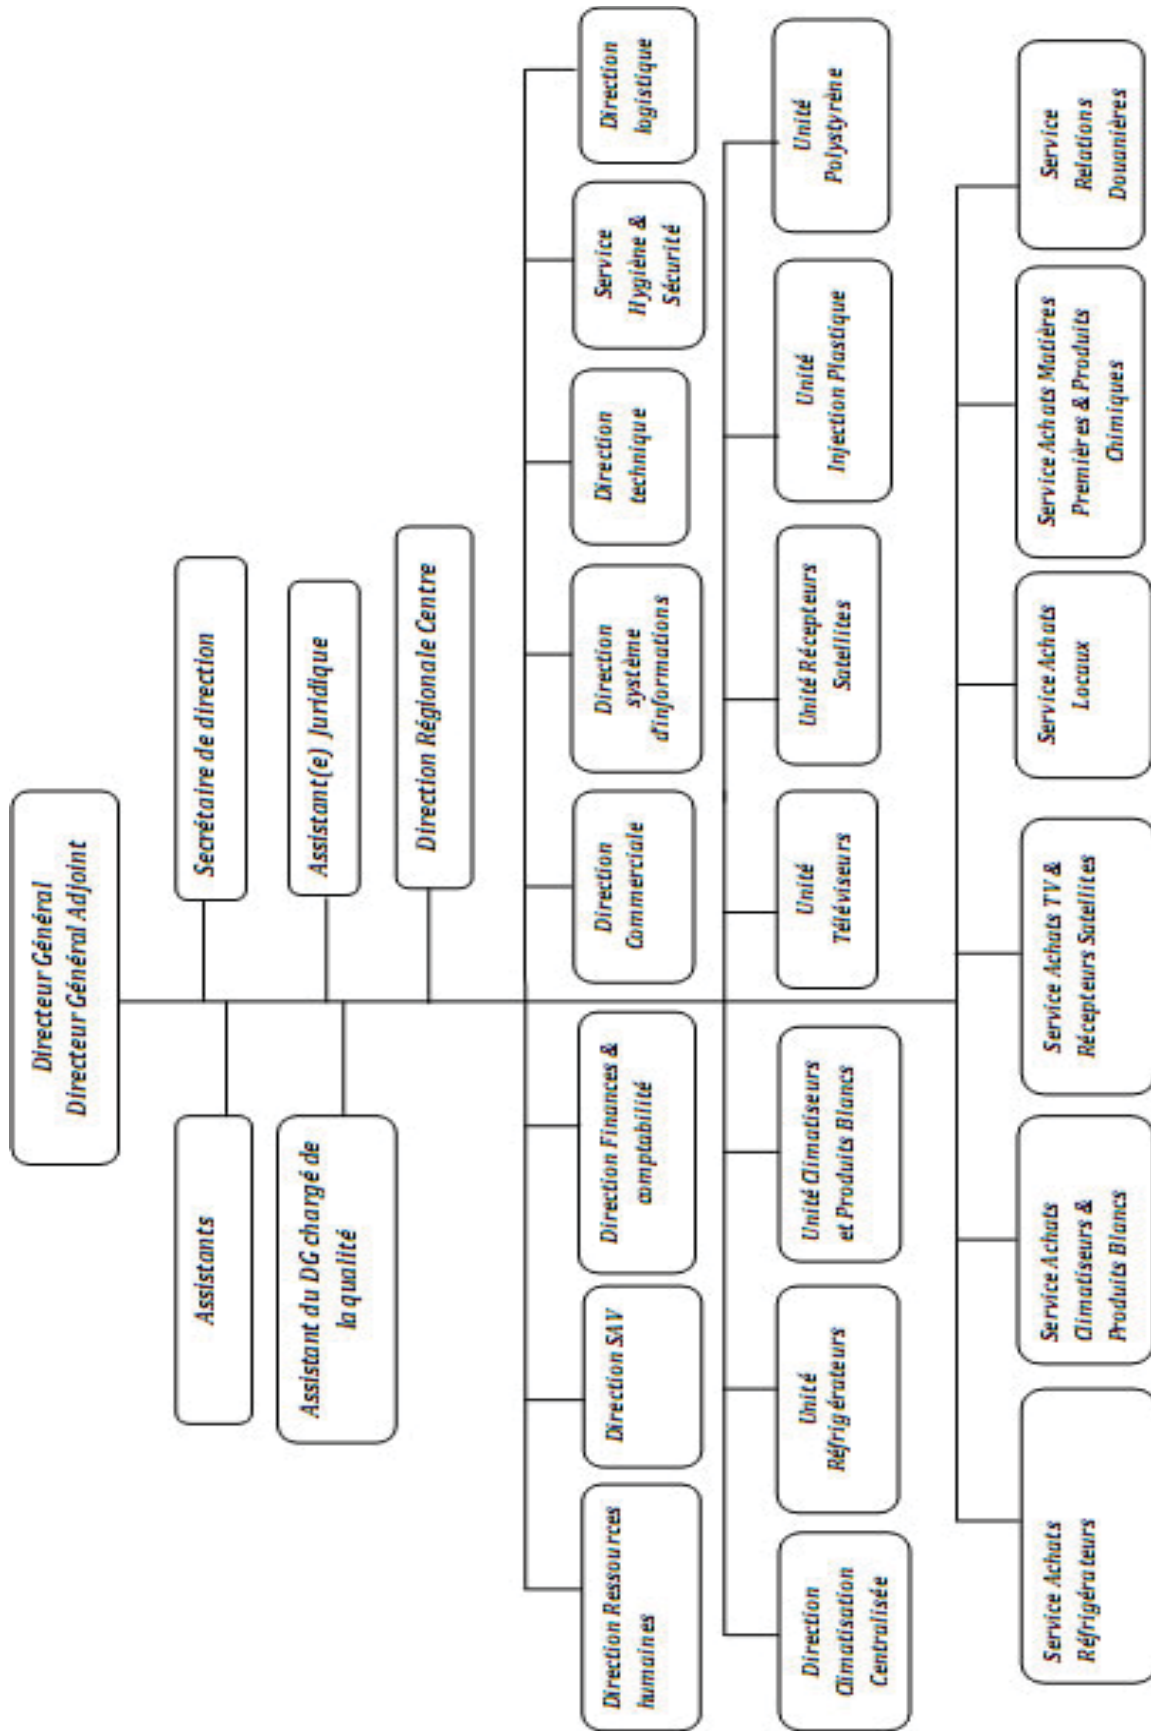 Directeur Général
Directeur Général Adjoint
Assistants
Secrétaire de direction
Assistant du DG chargé de
la qualité
Assistant(e) Juridique
Direction Régionale Centre
Direction Ressources
humaines
Direction SAV
Direction Finances &
comptabilité
Direction
Commerciale
Direction
système
d'informations
Direction
technique
Service
Hygiène &
Sécurité
Direction
logistique
Direction
Climatisation
Centralisée
Unité
Réfrigérateurs
Unité Climatiseurs
et Produits Blancs
Unité
Téléviseurs
Unité Récepteurs
Satellites
Unité
Injection Plastique
Unité
Polystyrène
Service Achats
Réfrigérateurs
Service Achats
Climatiseurs &
Produits Blancs
Service Achats TV &
Récepteurs Satellites
Service Achats
Locaux
Service Achats Matières
Premières & Produits
Chimiques
Service
Relations
Douanières